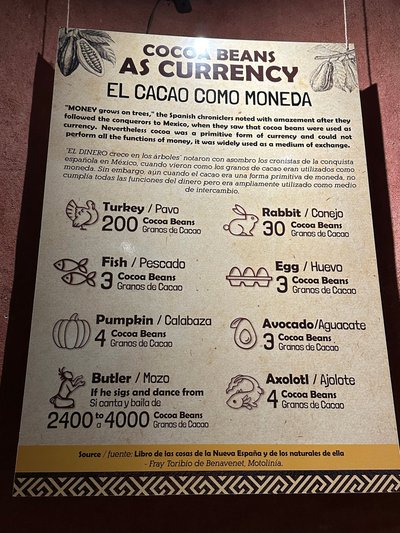 COCOA BEANS
AS CURRENCY
EL CACAO COMO MONEDA
"MONEY grows on trees," the Spanish chroniclers noted with amazement after they
followed the conquerors to Mexico, when they saw that cocoa beans were used as
currency. Nevertheless cocoa was a primitive form of currency and could not
perform all the functions of money, it was widely used as a medium of exchange.
"EL DINERO crece en los árboles" notaron con asombro los cronistas de la conquista
española en México, cuando vieron como los granos de cacao eran utilizados como
moneda. Sin embargo, aun cuando el cacao era una forma primitiva de moneda, no
cumplía todas las funciones del dinero pero era ampliamente utilizado como medio
de intercambio.
Turkey / Pavo
200 Cocoa Beans
Granos de Cacao
Rabbit / Conejo
30 Cocoa Beans
Granos de Cacao
Fish / Pescado
3 Cocoa Beans
Granos de Cacao
Egg / Huevo
3 Cocoa Beans
Granos de Cacao
Pumpkin / Calabaza
4 Cocoa Beans
Granos de Cacao
Avocado/Aguacate
3 Cocoa Beans
Granos de Cacao
Butler / Mozo
If he sigs and dance from
Si canta y baila de
2400 to a 4000 Cocoa Beans
Granos de Cacao
Axolotl / Ajolote
4 Cocoa Beans
Granos de Cacao
Source / fuente: Libro de las cosas de la Nueva España y de los naturales de ella
- Fray Toribio de Benavenet, Motolinía.